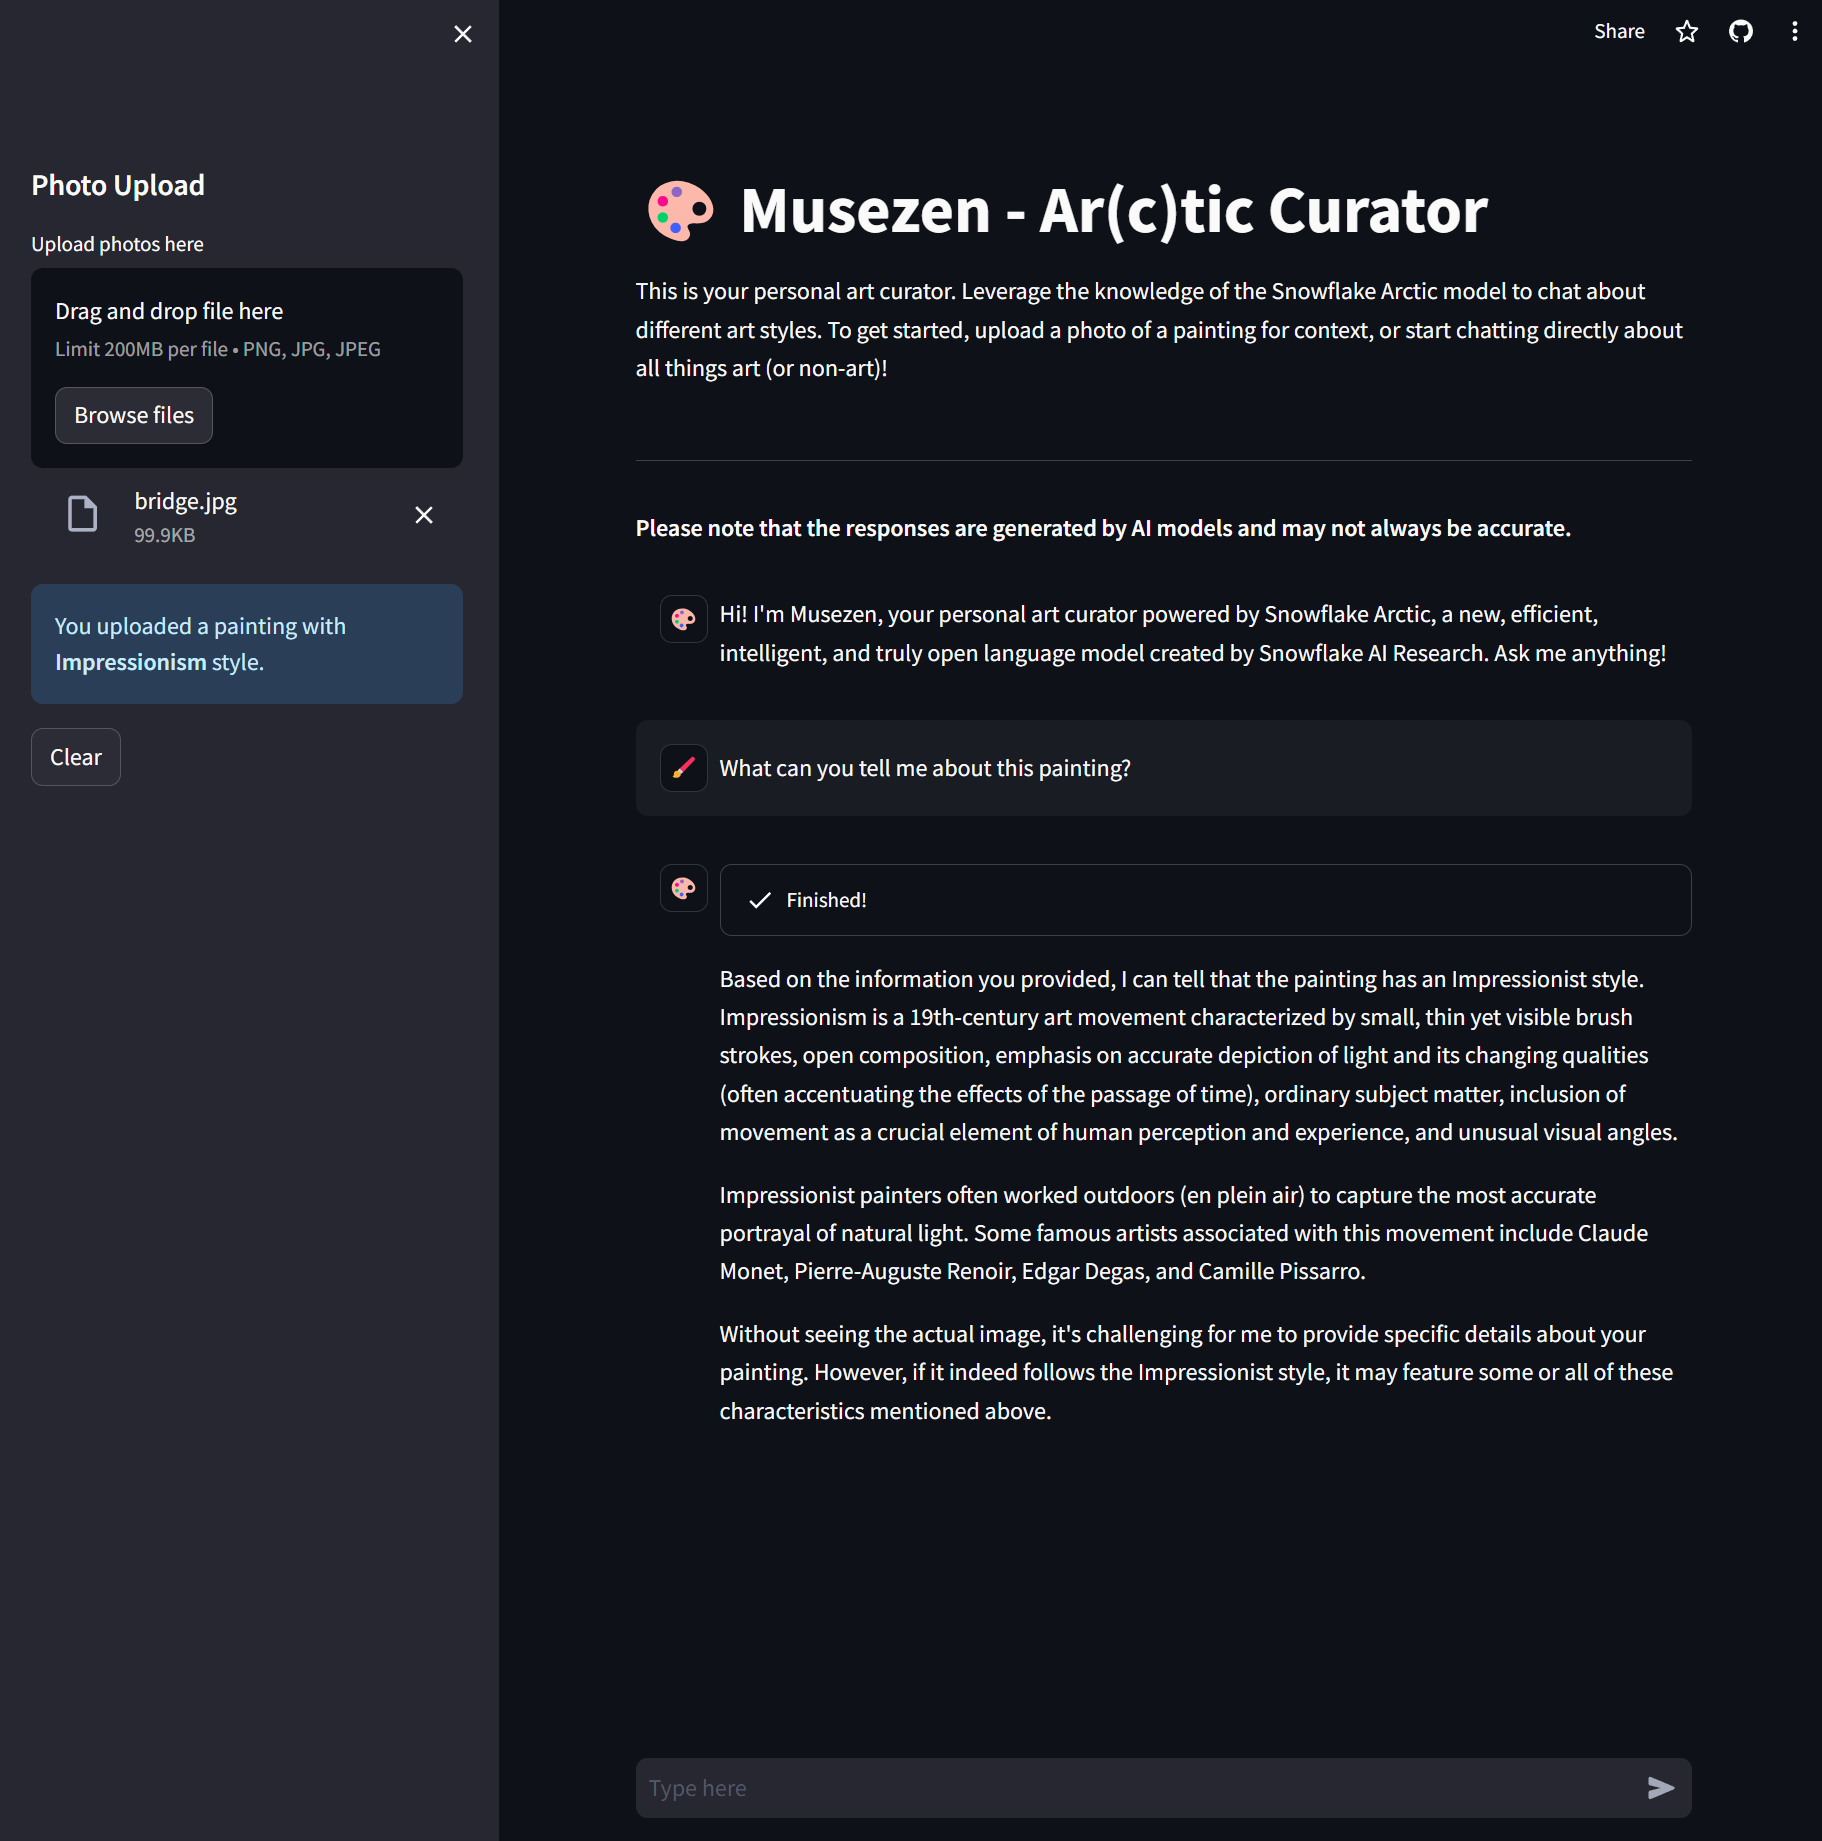 Photo Upload
Upload photos here
Drag and drop file here
Limit 200MB per file • PNG, JPG, JPEG
Browse files
bridge.jpg
99.9KB
You uploaded a painting with
Impressionism style.
Clear
Share
Musezen - Ar(c)tic Curator
This is your personal art curator. Leverage the knowledge of the Snowflake Arctic model to chat about
different art styles. To get started, upload a photo of a painting for context, or start chatting directly about
all things art (or non-art)!
Please note that the responses are generated by AI models and may not always be accurate.
Hi! I'm Musezen, your personal art curator powered by Snowflake Arctic, a new, efficient,
intelligent, and truly open language model created by Snowflake AI Research. Ask me anything!
What can you tell me about this painting?
Finished!
Based on the information you provided, I can tell that the painting has an Impressionist style.
Impressionism is a 19th-century art movement characterized by small, thin yet visible brush
strokes, open composition, emphasis on accurate depiction of light and its changing qualities
(often accentuating the effects of the passage of time), ordinary subject matter, inclusion of
movement as a crucial element of human perception and experience, and unusual visual angles.
Impressionist painters often worked outdoors (en plein air) to capture the most accurate
portrayal of natural light. Some famous artists associated with this movement include Claude
Monet, Pierre-Auguste Renoir, Edgar Degas, and Camille Pissarro.
Without seeing the actual image, it's challenging for me to provide specific details about your
painting. However, if it indeed follows the Impressionist style, it may feature some or all of these
characteristics mentioned above.
Type here